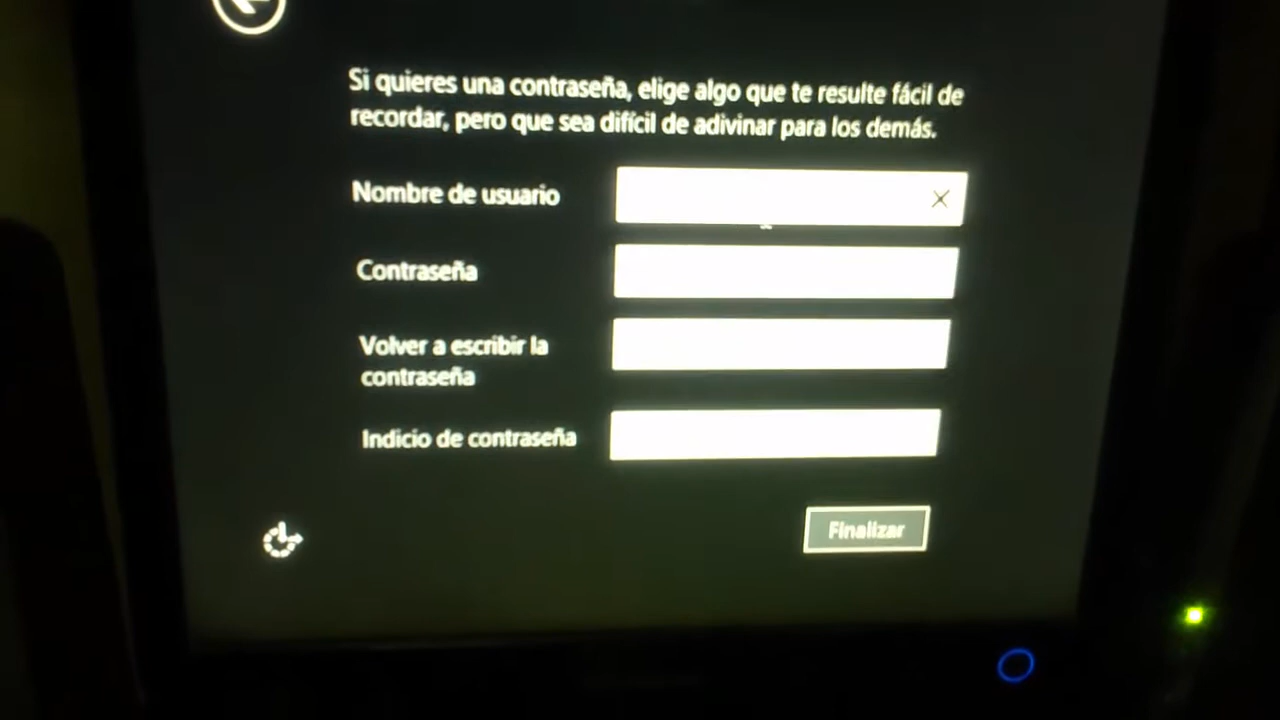 Si quieres una contraseña, elige algo que te resulte fácil de
recordar, pero que sea difícil de adivinar para los demás.
Nombre de usuario
Contraseña
Volver a escribir la
contraseña
Indicio de contraseña
Finalizar